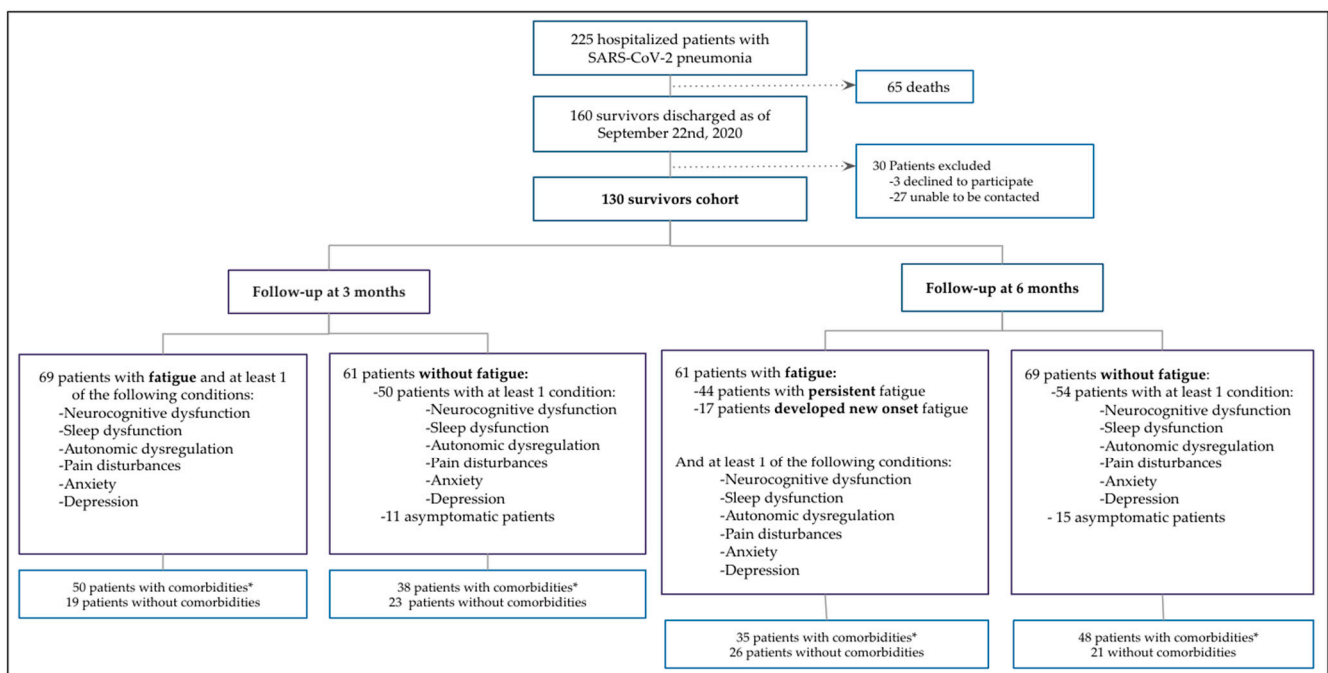 225 hospitalized patients with
SARS-CoV-2 pneumonia
65 deaths
160 survivors discharged as of
September 22nd, 2020
30 Patients excluded
-3 declined to participate
-27 unable to be contacted
130 survivors cohort
Follow-up at 3 months
Follow-up at 6 months
69 patients with fatigue and at least 1
of the following conditions:
-Neurocognitive dysfunction
-Sleep dysfunction
-Autonomic dysregulation
-Pain disturbances
-Anxiety
-Depression
61 patients without fatigue:
-50 patients with at least 1 condition:
-Neurocognitive dysfunction
-Sleep dysfunction
-Autonomic dysregulation
-Pain disturbances
-Anxiety
-Depression
-11 asymptomatic patients
61 patients with fatigue:
-44 patients with persistent fatigue
-17 patients developed new onset fatigue
And at least 1 of the following conditions:
-Neurocognitive dysfunction
-Sleep dysfunction
-Autonomic dysregulation
-Pain disturbances
-Anxiety
-Depression
69 patients without fatigue:
-54 patients with at least 1 condition:
-Neurocognitive dysfunction
-Sleep dysfunction
-Autonomic dysregulation
-Pain disturbances
-Anxiety
-Depression
- 15 asymptomatic patients
50 patients with comorbidities*
19 patients without comorbidities
38 patients with comorbidities*
23 patients without comorbidities
35 patients with comorbidities*
26 patients without comorbidities
48 patients with comorbidities*
21 without comorbidities